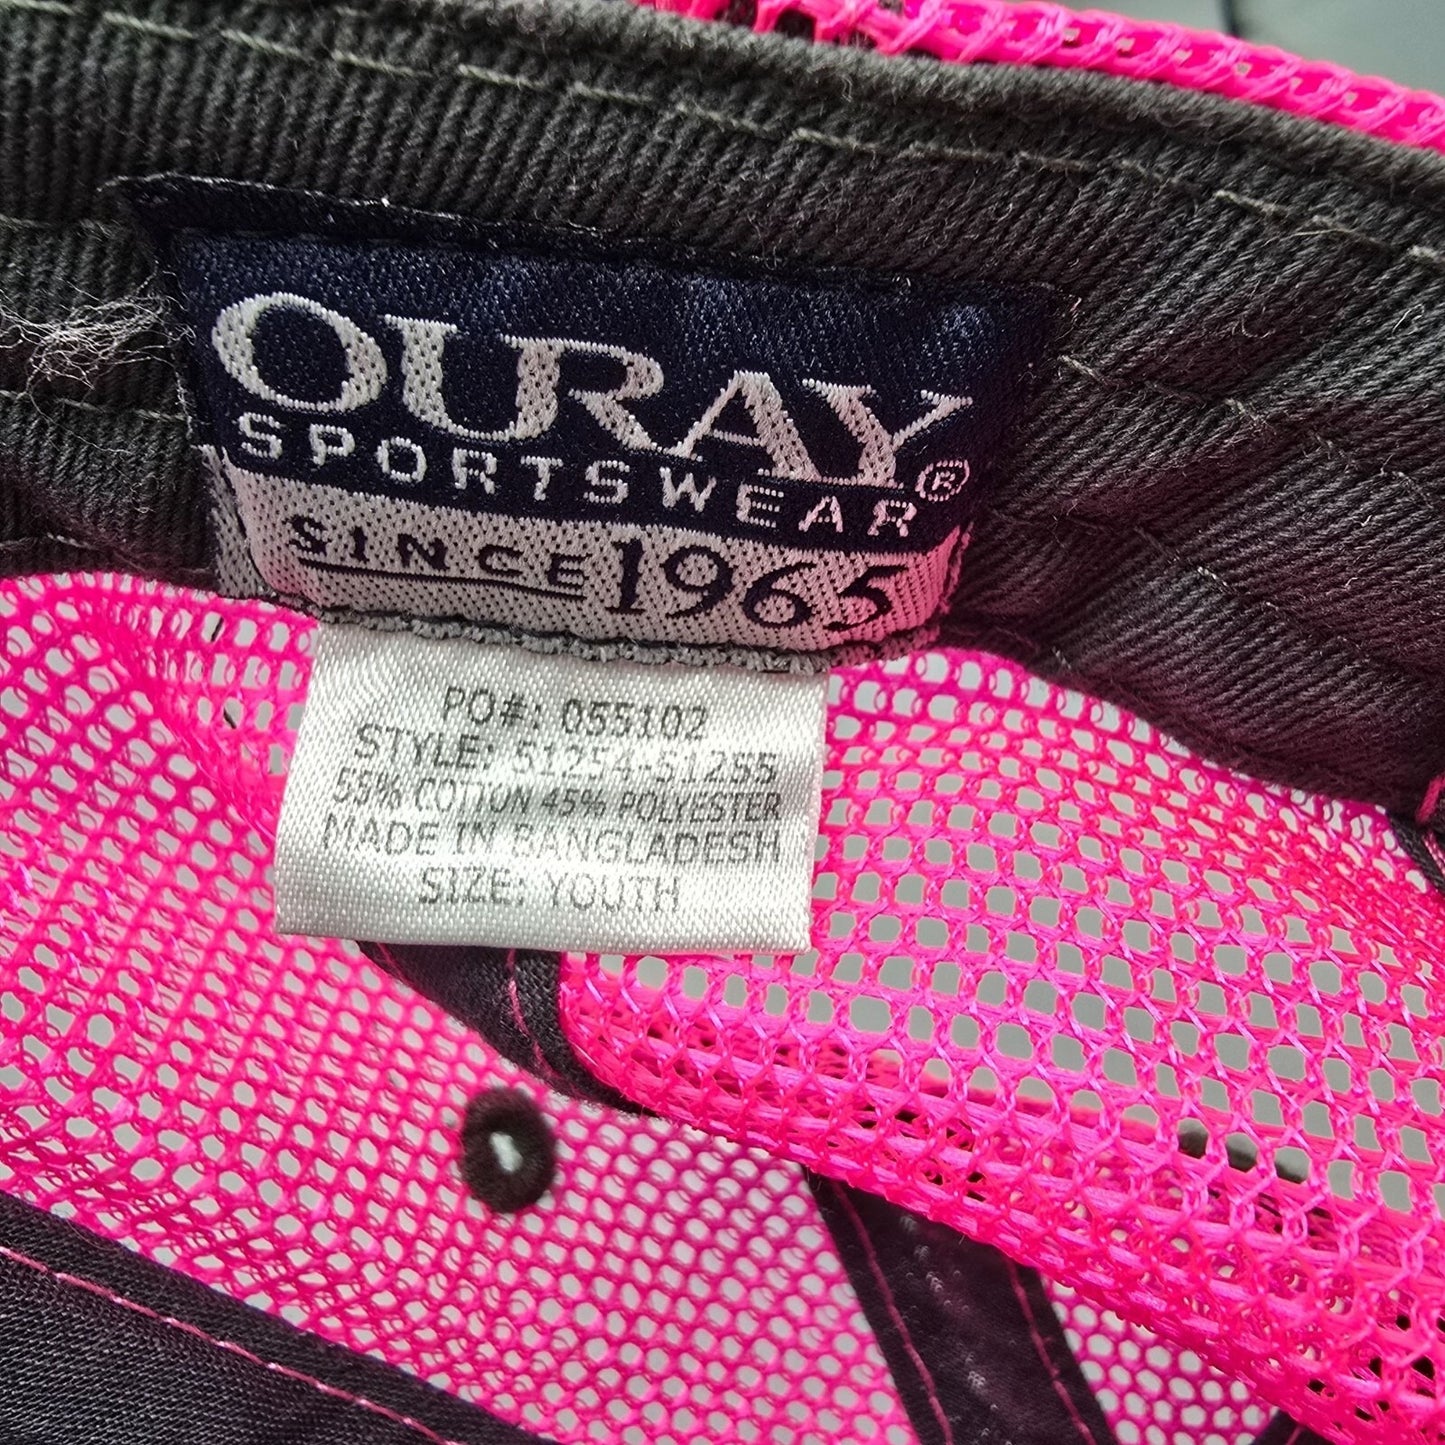 OURAY
SPORTSWEAR®
SINCE 1965
PO#: 055102
STYLE: 51254-51255
55% COTTON 45% POLYESTER
MADE IN BANGLADESH
SIZE: YOUTH